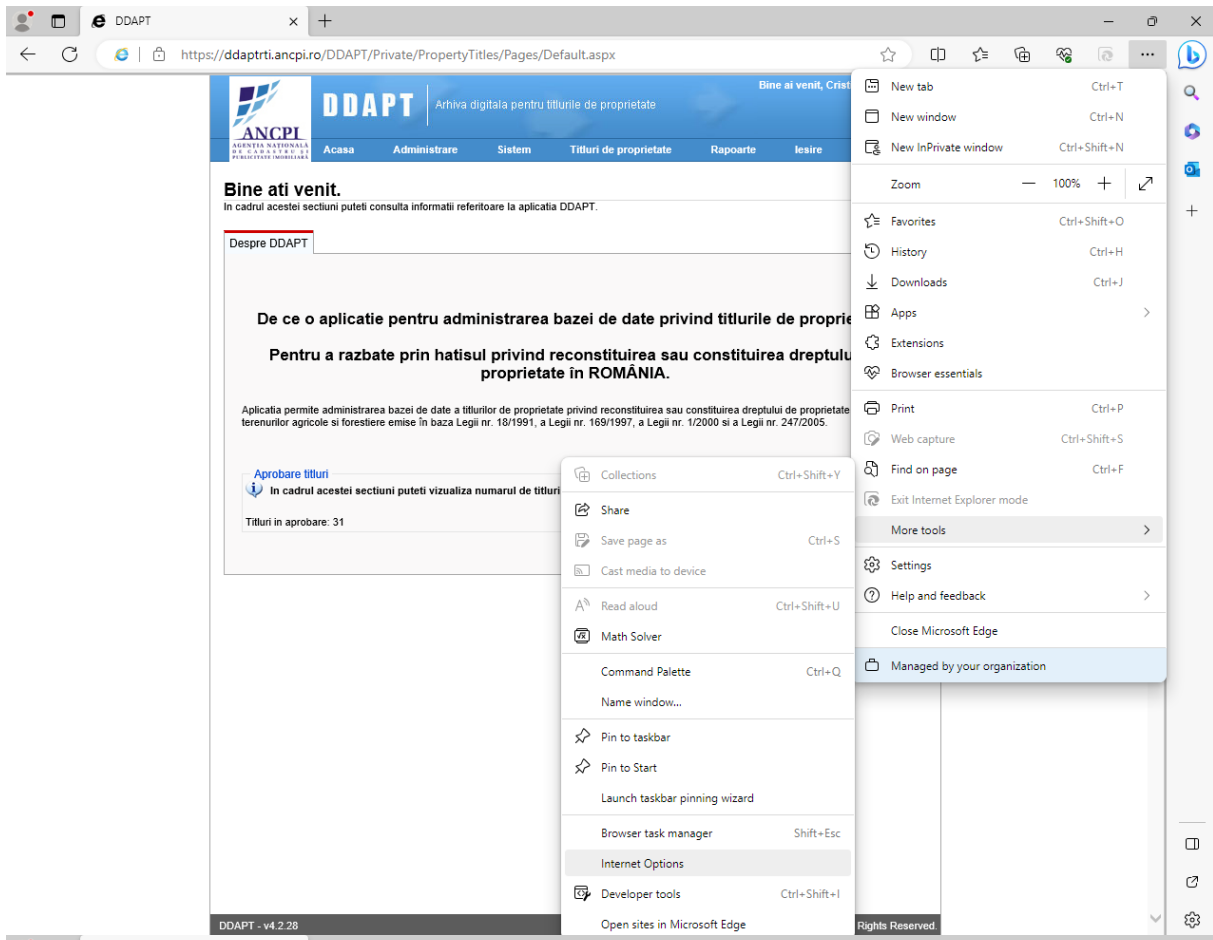 DDAPT
https://ddaptrti.ancpi.ro/DDAPT/Private/PropertyTitles/Pages/Default.aspx
ANCPI
AGENȚIA NAȚIONALĂ
DE CADASTRU ȘI
PUBLICITATE IMOBILIARĂ
DDAPT
Arhiva digitala pentru titlurile de proprietate
Bine ai venit, Crist
Acasa Administrare Sistem Titluri de proprietate Rapoarte Iesire
Bine ati venit.
In cadrul acestei sectiuni puteti consulta informatii referitoare la aplicatia DDAPT.
Despre DDAPT
De ce o aplicatie pentru administrarea bazei de date privind titlurile de proprie
Pentru a razbate prin hatisul privind reconstituirea sau constituirea dreptulu
proprietate în ROMÂNIA.
Aplicatia permite administrarea bazei de date a titlurilor de proprietate privind reconstituirea sau constituirea dreptului de proprietate
terenurilor agricole si forestiere emise în baza Legii nr. 18/1991, a Legii nr. 169/1997, a Legii nr. 1/2000 si a Legii nr. 247/2005.
Aprobare titluri
In cadrul acestei sectiuni puteti vizualiza numarul de titluri
Titluri in aprobare: 31
DDAPT - v4.2.28
Rights Reserved.
New tab Ctrl+T
New window Ctrl+N
New InPrivate window Ctrl+Shift+N
Zoom — 100% +
Favorites Ctrl+Shift+O
History Ctrl+H
Downloads Ctrl+J
Apps
Extensions
Browser essentials
Print Ctrl+P
Web capture Ctrl+Shift+S
Find on page Ctrl+F
Exit Internet Explorer mode
More tools
Settings
Help and feedback
Close Microsoft Edge
Managed by your organization
Collections Ctrl+Shift+Y
Share
Save page as Ctrl+S
Cast media to device
Read aloud Ctrl+Shift+U
Math Solver
Command Palette Ctrl+Q
Name window...
Pin to taskbar
Pin to Start
Launch taskbar pinning wizard
Browser task manager Shift+Esc
Internet Options
Developer tools Ctrl+Shift+I
Open sites in Microsoft Edge